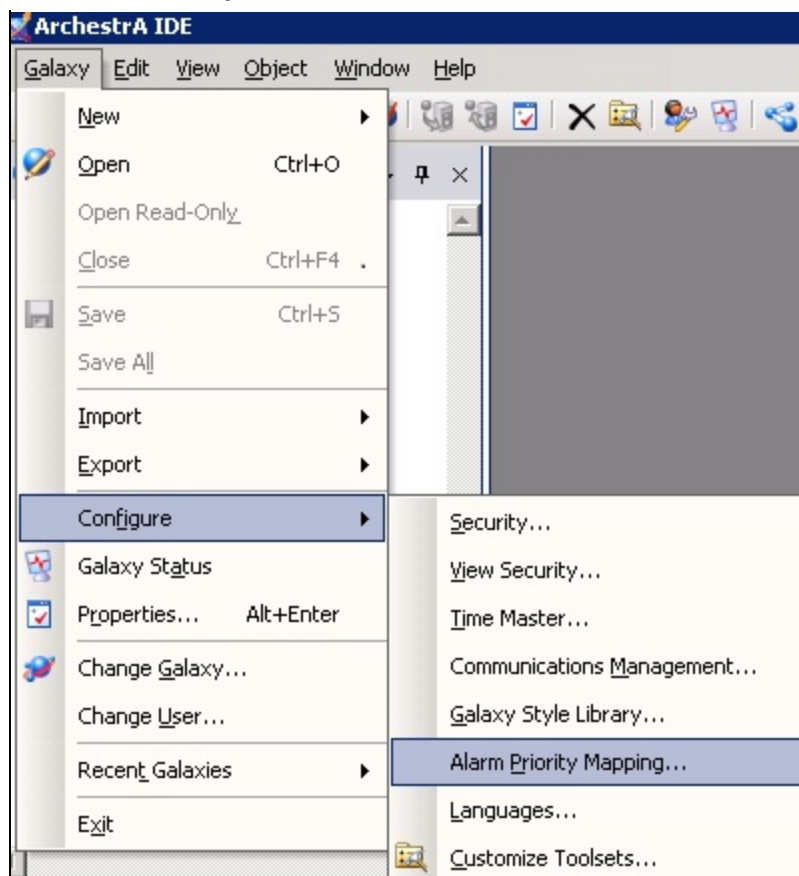 ArchestrA IDE
Galaxy Edit View Object Window Help
New
Open Ctrl+O
Open Read-Only
Close Ctrl+F4 .
Save Ctrl+S
Save All
Import
Export
Configure
Galaxy Status
Properties... Alt+Enter
Change Galaxy...
Change User...
Recent Galaxies
Exit
Security...
View Security...
Time Master...
Communications Management...
Galaxy Style Library...
Alarm Priority Mapping...
Languages...
Customize Toolsets...